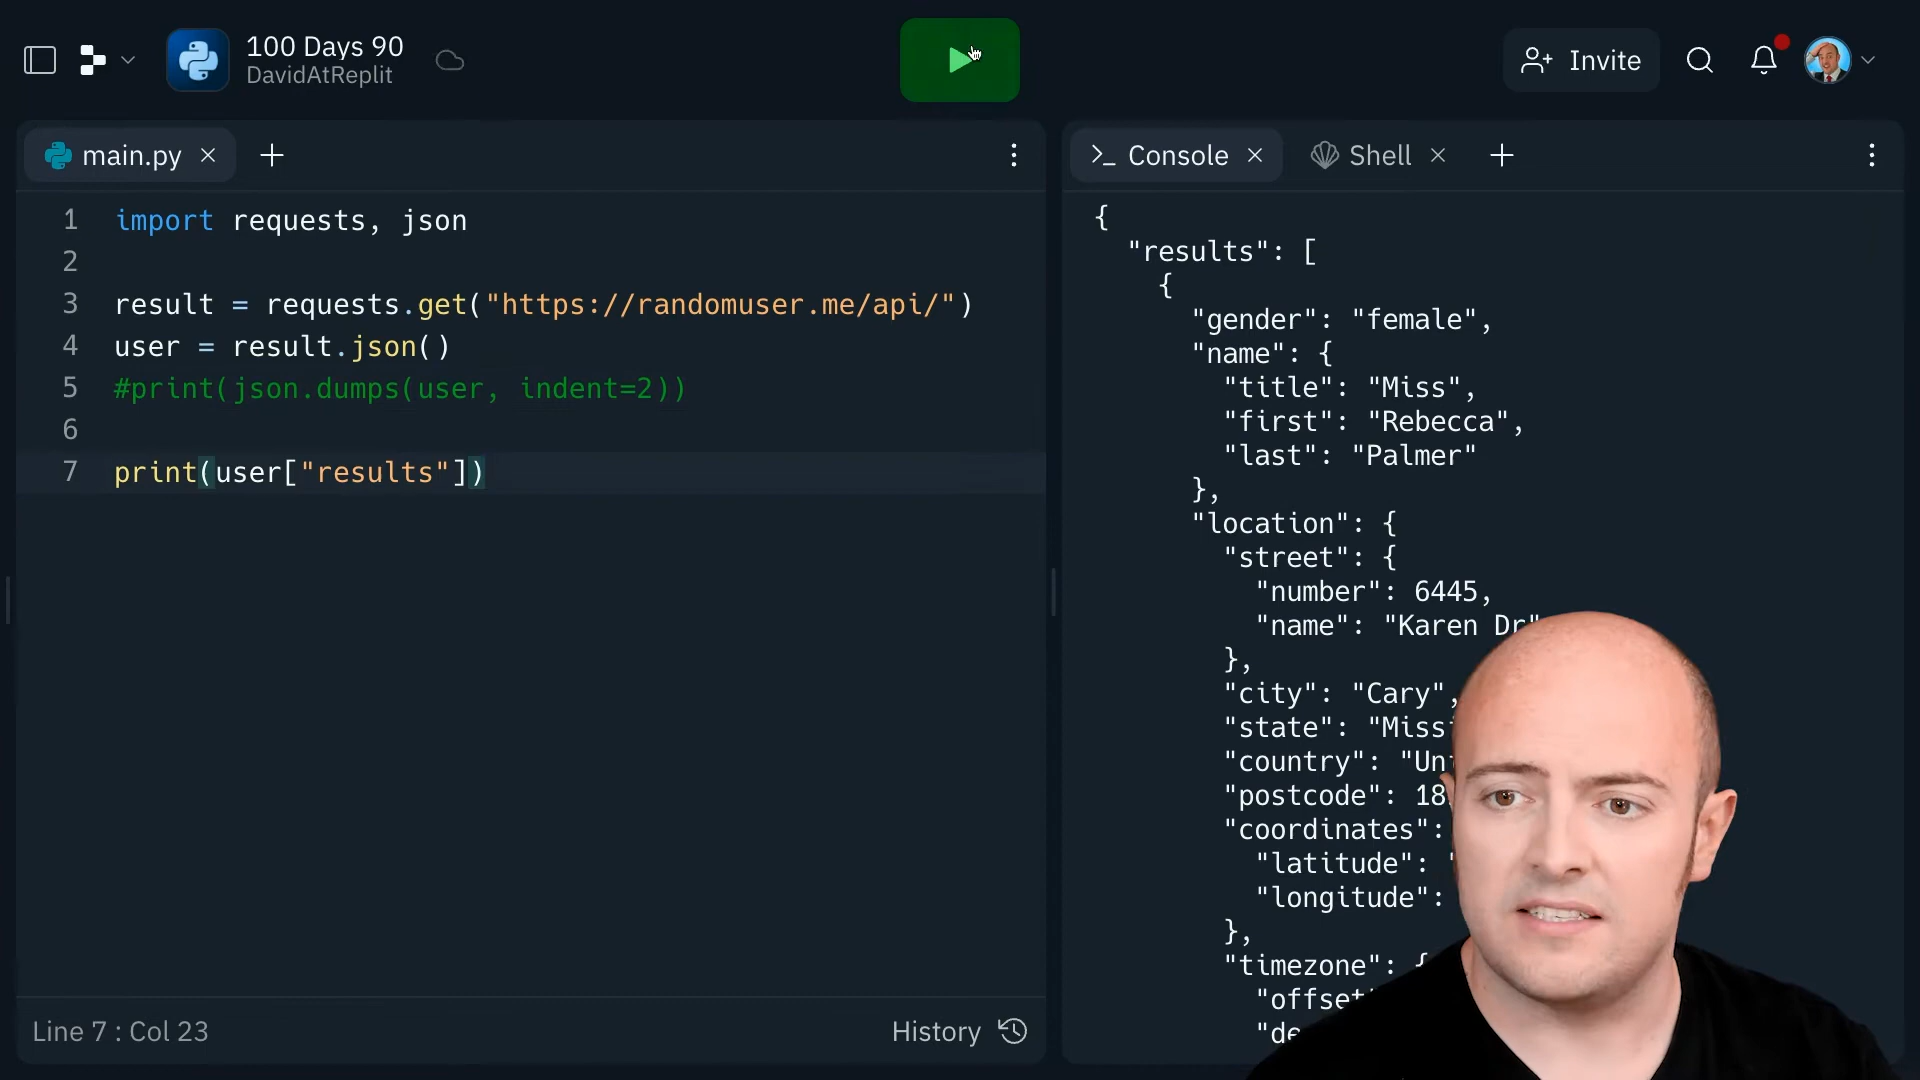 100 Days 90
DavidAtReplit
Invite
main.py
1 import requests, json
2
3 result = requests.get("https://randomuser.me/api/")
4 user = result.json()
5 #print(json.dumps(user, indent=2))
6
7 print(user["results"])
Line 7 : Col 23
History
Console
Shell
{
"results": [
{
"gender": "female",
"name": {
"title": "Miss",
"first": "Rebecca",
"last": "Palmer"
},
"location": {
"street": {
"number": 6445,
"name": "Karen Dr"
},
"city": "Cary",
"state": "Miss
"country": "Un
"postcode": 18
"coordinates":
"latitude": "
"longitude":
},
"timezone": {
"offset"
"de